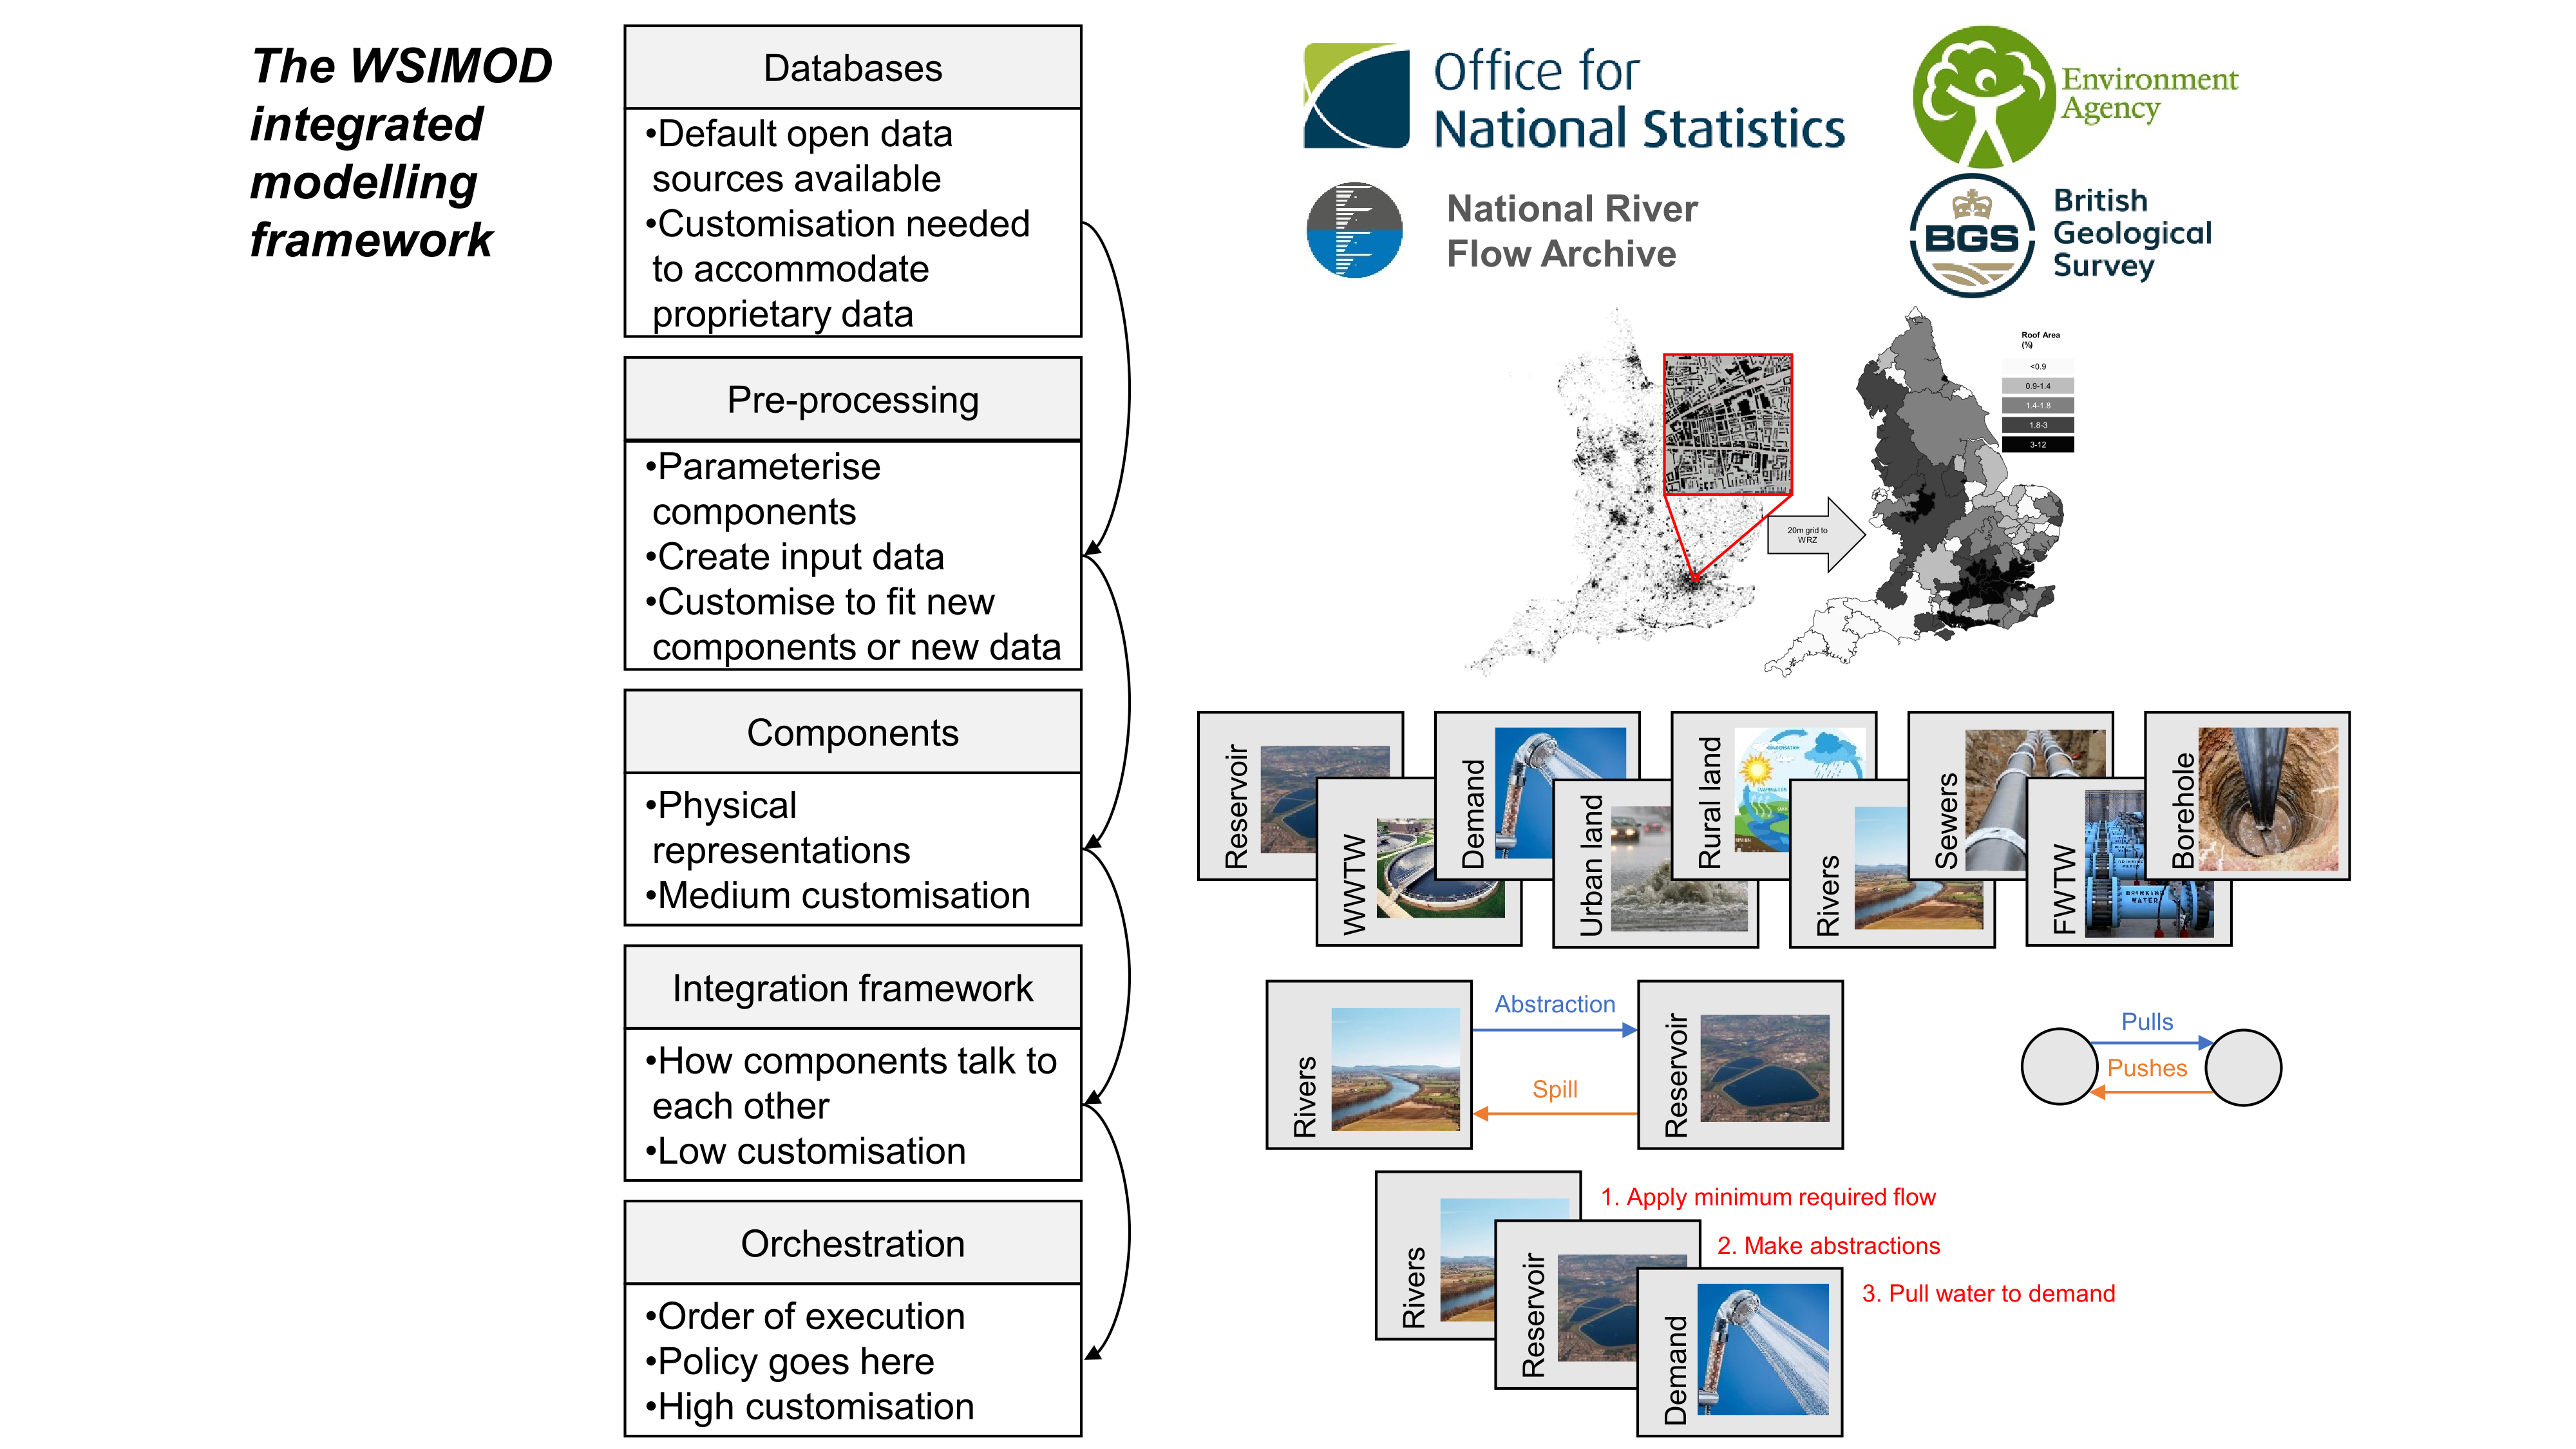 The WSIMOD
integrated
modelling
framework
Databases
•Default open data
sources available
•Customisation needed
to accommodate
proprietary data
Pre-processing
•Parameterise
components
•Create input data
•Customise to fit new
components or new data
Components
•Physical
representations
•Medium customisation
Integration framework
•How components talk to
each other
•Low customisation
Orchestration
•Order of execution
•Policy goes here
•High customisation
Office for
National Statistics
Environment
Agency
National River
Flow Archive
BGS
British
Geological
Survey
Roof Area
(%)
<0.9
0.9-1.4
1.4-1.8
1.8-3
3-12
20m grid to
WRZ
Reservoir
WWTW
Demand
Urban land
Rural land
Rivers
Sewers
FWTW
DRINKING
WATER
Borehole
Rivers
Abstraction
Spill
Reservoir
Pulls
Pushes
Rivers
1. Apply minimum required flow
Reservoir
2. Make abstractions
Demand
3. Pull water to demand